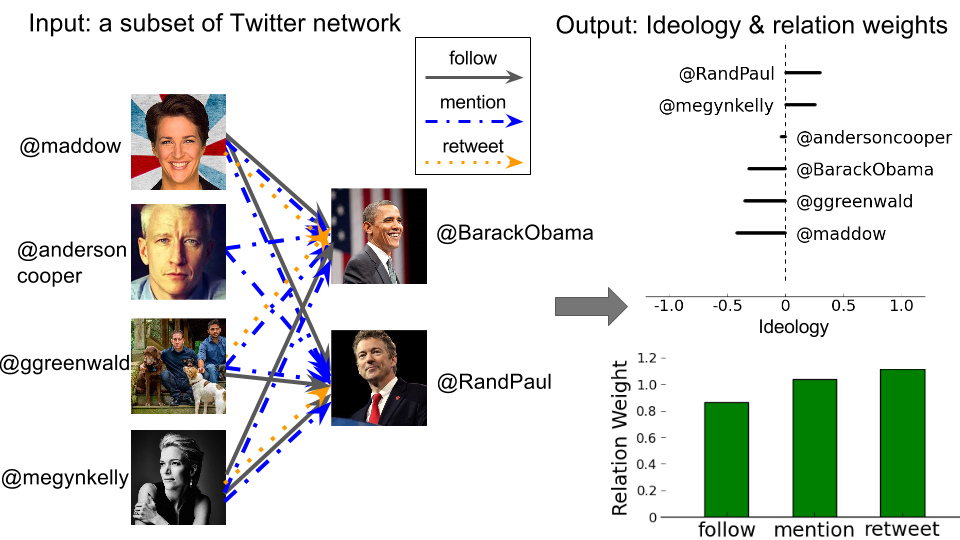 Input: a subset of Twitter network
follow
mention
retweet
@maddow
@anderson
cooper
@ggreenwald
@megynkelly
@BarackObama
@RandPaul
Output: Ideology & relation weights
@RandPaul
@megynkelly
@andersoncooper
@BarackObama
@ggreenwald
@maddow
-1.0 -0.5 0 0.5 1.0
Ideology
Relation Weight
1.2
1.0
0.8
0.6
0.4
0.2
0
follow mention retweet